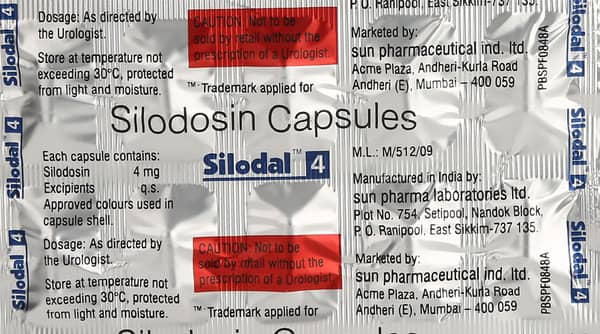 Dosage: As directed by
the Urologist.
Store at temperature not
exceeding 30°C, protected
from light and moisture.
CAUTION: Not to be
sold by retail without the
prescription of a Urologist.
™ Trademark applied for
P. O. Ranipool, East Sikkim-737 135.
Marketed by:
sun pharmaceutical ind. ltd.
Acme Plaza, Andheri-Kurla Road
Andheri (E), Mumbai – 400 059
PBSPF0848A
Silodal 4
Silodosin Capsules
Silodal™ 4
Each capsule contains:
Silodosin 4 mg
Excipients q.s.
Approved colours used in
capsule shell.
Dosage: As directed by
the Urologist.
Store at temperature not
exceeding 30°C, protected
from light and moisture.
CAUTION: Not to be
sold by retail without the
prescription of a Urologist.
™ Trademark applied for
M.L.: M/512/09
Manufactured in India by:
sun pharma laboratories ltd.
Plot No. 754, Setipool, Nandok Block,
P. O. Ranipool, East Sikkim-737 135.
Marketed by:
sun pharmaceutical ind. ltd.
Acme Plaza, Andheri-Kurla Road
Andheri (E), Mumbai – 400 059
PBSPF0848A
Silodal 4
Silodal 4
Silodal 4
Silodal 4
Silodal 4
Silodosin Capsules